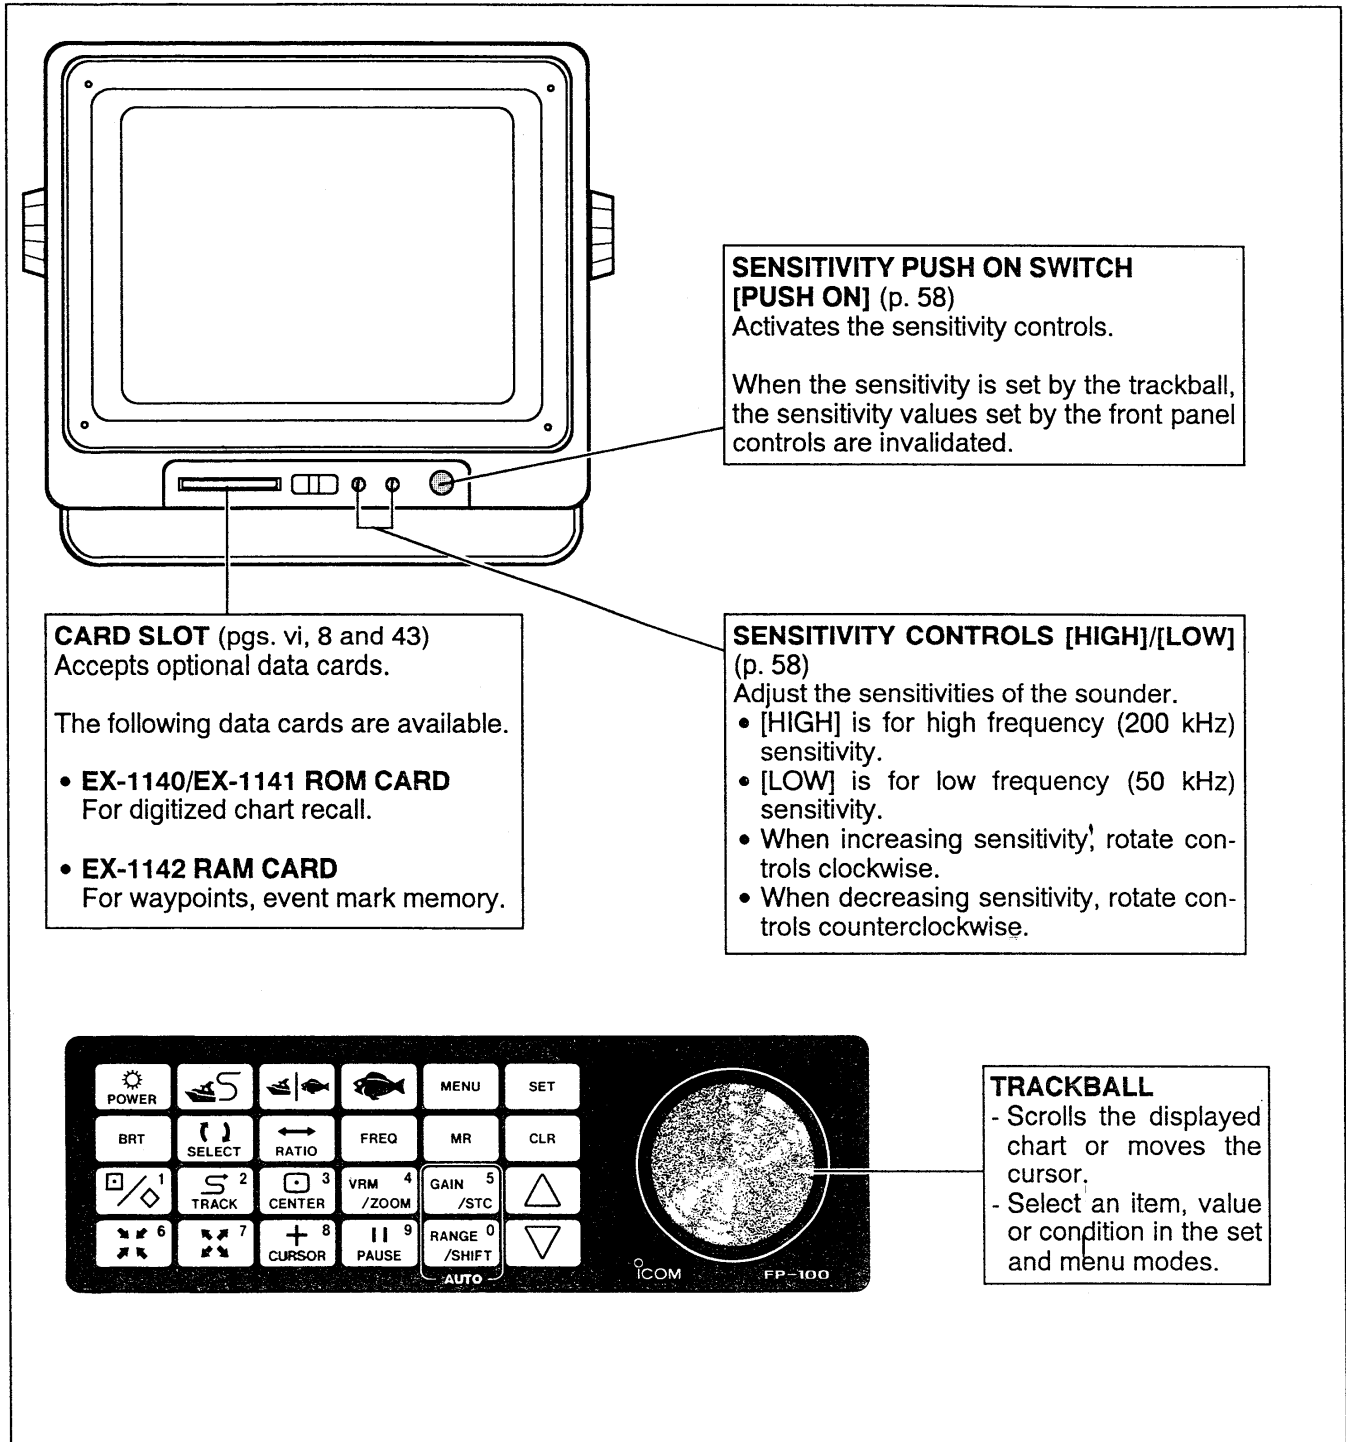 SENSITIVITY PUSH ON SWITCH
[PUSH ON] (p. 58)
Activates the sensitivity controls.
When the sensitivity is set by the trackball,
the sensitivity values set by the front panel
controls are invalidated.
CARD SLOT (pgs. vi, 8 and 43)
Accepts optional data cards.
The following data cards are available.
• EX-1140/EX-1141 ROM CARD
For digitized chart recall.
• EX-1142 RAM CARD
For waypoints, event mark memory.
SENSITIVITY CONTROLS [HIGH]/[LOW]
(p. 58)
Adjust the sensitivities of the sounder.
• [HIGH] is for high frequency (200 kHz)
sensitivity.
• [LOW] is for low frequency (50 kHz)
sensitivity.
• When increasing sensitivity, rotate con-
trols clockwise.
• When decreasing sensitivity, rotate con-
trols counterclockwise.
POWER
MENU
SET
BRT
SELECT
RATIO
FREQ
MR
CLR
1
2
TRACK
3
CENTER
VRM 4
/ZOOM
GAIN 5
/STC
6
7
8
CURSOR
9
PAUSE
RANGE 0
/SHIFT
AUTO
ICOM
FP-100
TRACKBALL
- Scrolls the displayed
chart or moves the
cursor.
- Select an item, value
or condition in the set
and menu modes.